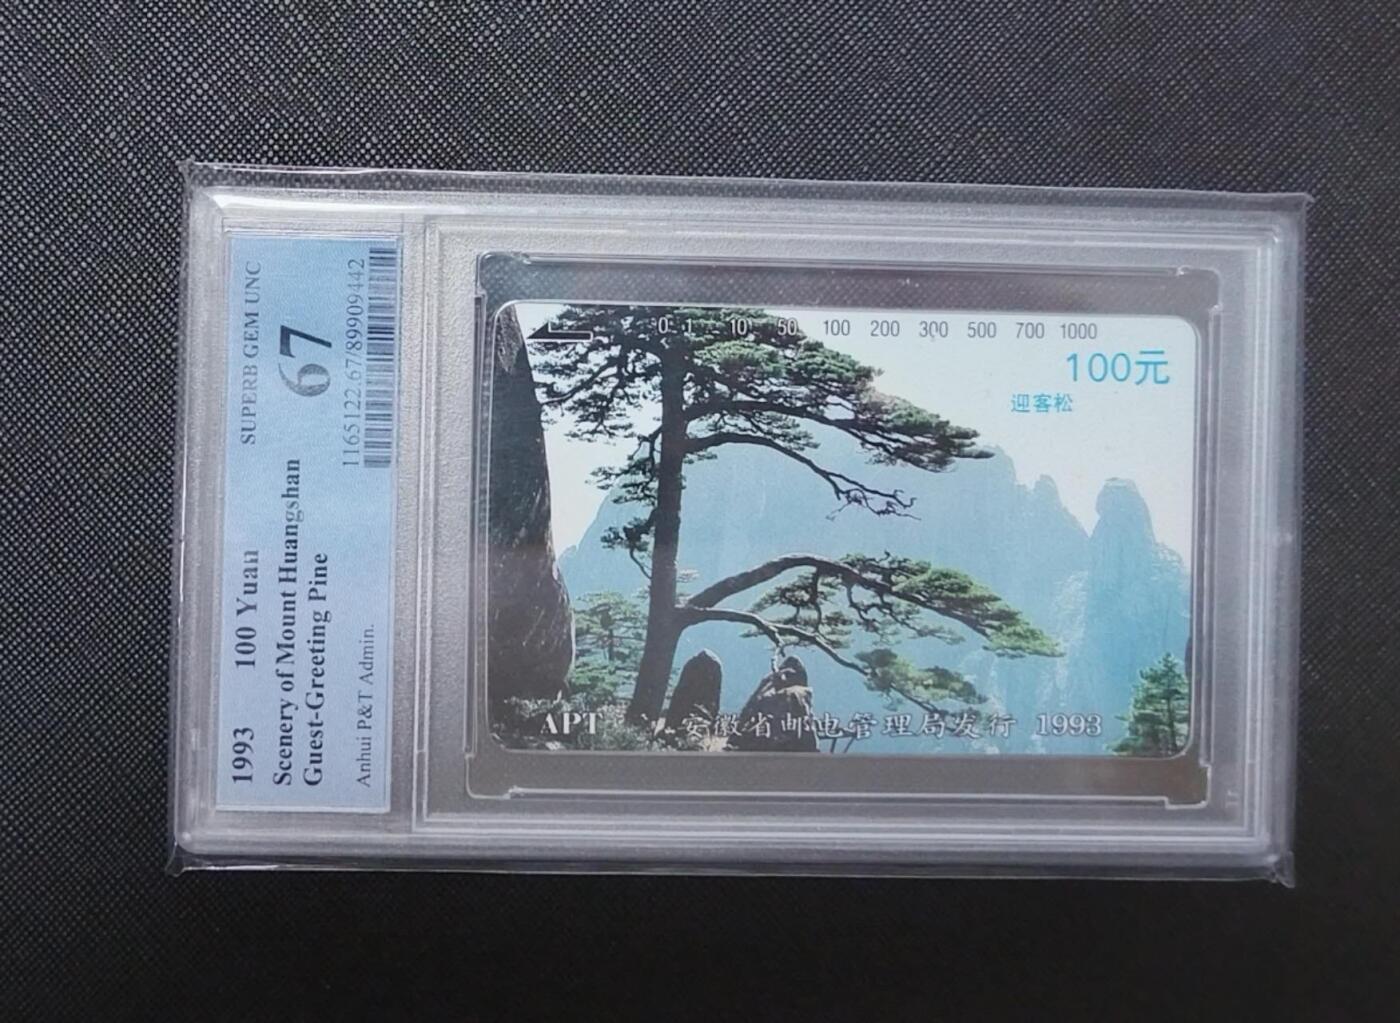 1993 100 Yuan
Scenery of Mount Huangshan
Guest-Greeting Pine
Anhui P&T Admin.
SUPERB GEM UNC
67
1165122.67/89909442
0 1 10 50 100 200 300 500 700 1000
100元
迎客松
APT 安徽省邮电管理局发行 1993